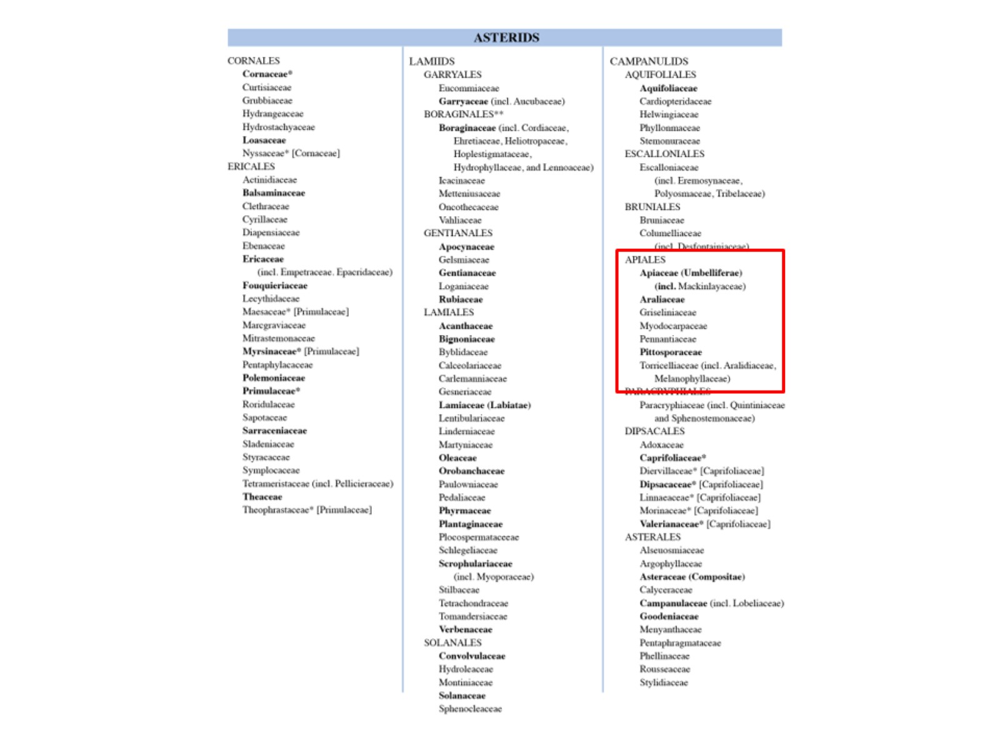 ASTERIDS
CORNALES
Cornaceae*
Curtisiaceae
Grubbiaceae
Hydrangeaceae
Hydrostachyaceae
Loasaceae
Nyssaceae* [Cornaceae]
ERICALES
Actinidiaceae
Balsaminaceae
Clethraceae
Cyrillaceae
Diapensiaceae
Ebenaceae
Ericaceae
(incl. Empetraceae. Epacridaceae)
Fouquieriaceae
Lecythidaceae
Maesaceae* [Primulaceae]
Marcgraviaceae
Mitrastemonaceae
Myrsinaceae* [Primulaceae]
Pentaphylacaceae
Polemoniaceae
Primulaceae*
Roridulaceae
Sapotaceae
Sarraceniaceae
Sladeniaceae
Styracaceae
Symplocaceae
Tetrameristaceae (incl. Pellicieraceae)
Theaceae
Theophrastaceae* [Primulaceae]
LAMIIDS
GARRYALES
Eucommiaceae
Garryaceae (incl. Aucubaceae)
BORAGINALES**
Boraginaceae (incl. Cordiaceae,
Ehretiaceae, Heliotropaceae,
Hoplestigmataceae,
Hydrophyllaceae, and Lennoaceae)
Icacinaceae
Metteniusaceae
Oncothecaceae
Vahliaceae
GENTIANALES
Apocynaceae
Gelsmiaceae
Gentianaceae
Loganiaceae
Rubiaceae
LAMIALES
Acanthaceae
Bignoniaceae
Byblidaceae
Calceolariaceae
Carlemanniaceae
Gesneriaceae
Lamiaceae (Labiatae)
Lentibulariaceae
Linderniaceae
Martyniaceae
Oleaceae
Orobanchaceae
Paulowniaceae
Pedaliaceae
Phyrmaceae
Plantaginaceae
Plocospermataceeae
Schlegeliaceae
Scrophulariaceae
(incl. Myoporaceae)
Stilbaceae
Tetrachondraceae
Tomandersiaceae
Verbenaceae
SOLANALES
Convolvulaceae
Hydroleaceae
Montiniaceae
Solanaceae
Sphenocleaceae
CAMPANULIDS
AQUIFOLIALES
Aquifoliaceae
Cardiopteridaceae
Helwingiaceae
Phyllonmaceae
Stemonuraceae
ESCALLONIALES
Escalloniaceae
(incl. Eremosynaceae,
Polyosmaceae, Tribelaceae)
BRUNIALES
Bruniaceae
Columelliaceae
(incl. Desfontainiaceae)
APIALES
Apiaceae (Umbelliferae)
(incl. Mackinlayaceae)
Araliaceae
Griseliniaceae
Myodocarpaceae
Pennantiaceae
Pittosporaceae
Torricelliaceae (incl. Aralidiaceae,
Melanophyllaceae)
PARACRYPHIALES
Paracryphiaceae (incl. Quintiniaceae
and Sphenostemonaceae)
DIPSACALES
Adoxaceae
Caprifoliaceae*
Diervillaceae* [Caprifoliaceae]
Dipsacaceae* [Caprifoliaceae]
Linnaeaceae* [Caprifoliaceae]
Morinaceae* [Caprifoliaceae]
Valerianaceae* [Caprifoliaceae]
ASTERALES
Alseuosmiaceae
Argophyllaceae
Asteraceae (Compositae)
Calyceraceae
Campanulaceae (incl. Lobeliaceae)
Goodeniaceae
Menyanthaceae
Pentaphragmataceae
Phellinaceae
Rousseaceae
Stylidiaceae